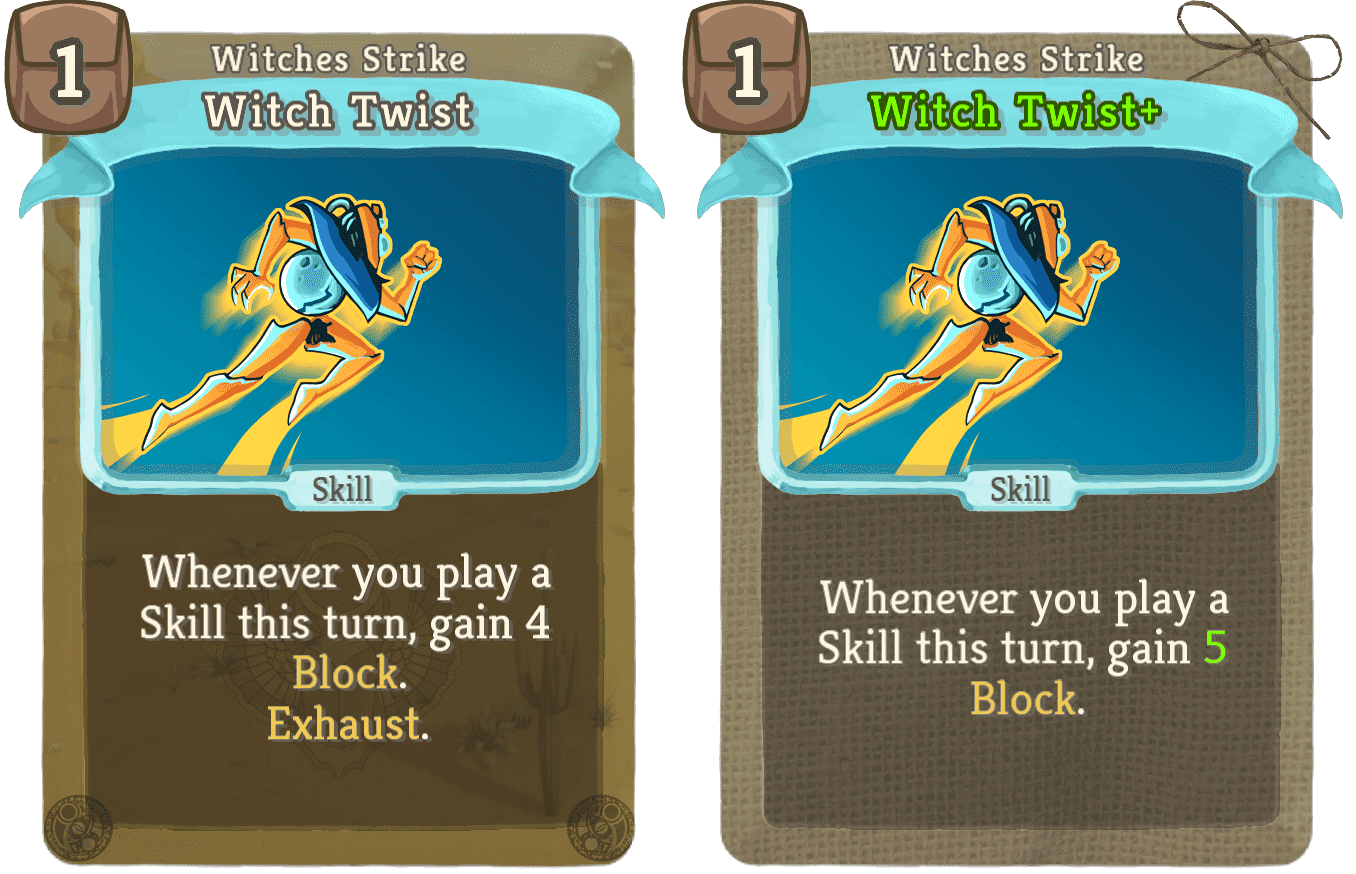 1
Witches Strike
Witch Twist
Skill
Whenever you play a
Skill this turn, gain 4
Block.
Exhaust.
1
Witches Strike
Witch Twist+
Skill
Whenever you play a
Skill this turn, gain 5
Block.